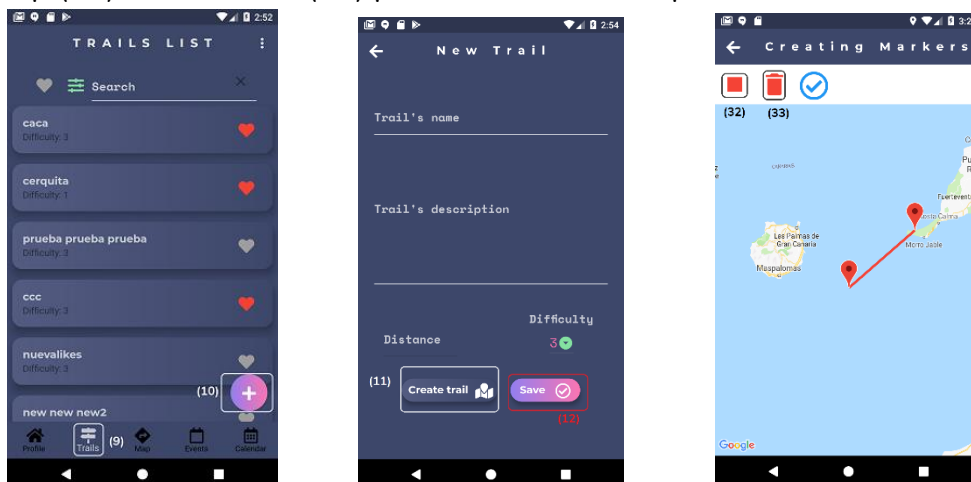 2:52
TRAILS LIST
Search
caca
Difficulty: 3
cerquita
Difficulty: 1
prueba prueba prueba
Difficulty: 3
ccc
Difficulty: 3
nuevalikes
Difficulty: 3
(10)
new new new2
Profile
Trails
(9)
Map
Events
Calendar
2:54
New Trail
Trail's name
Trail's description
Difficulty
Distance
3
(11)
Create trail
Save
(12)
Creating Markers
(32)
(33)
Las Palmas de
Gran Canaria
Morro Jable
Maspalomas
Google